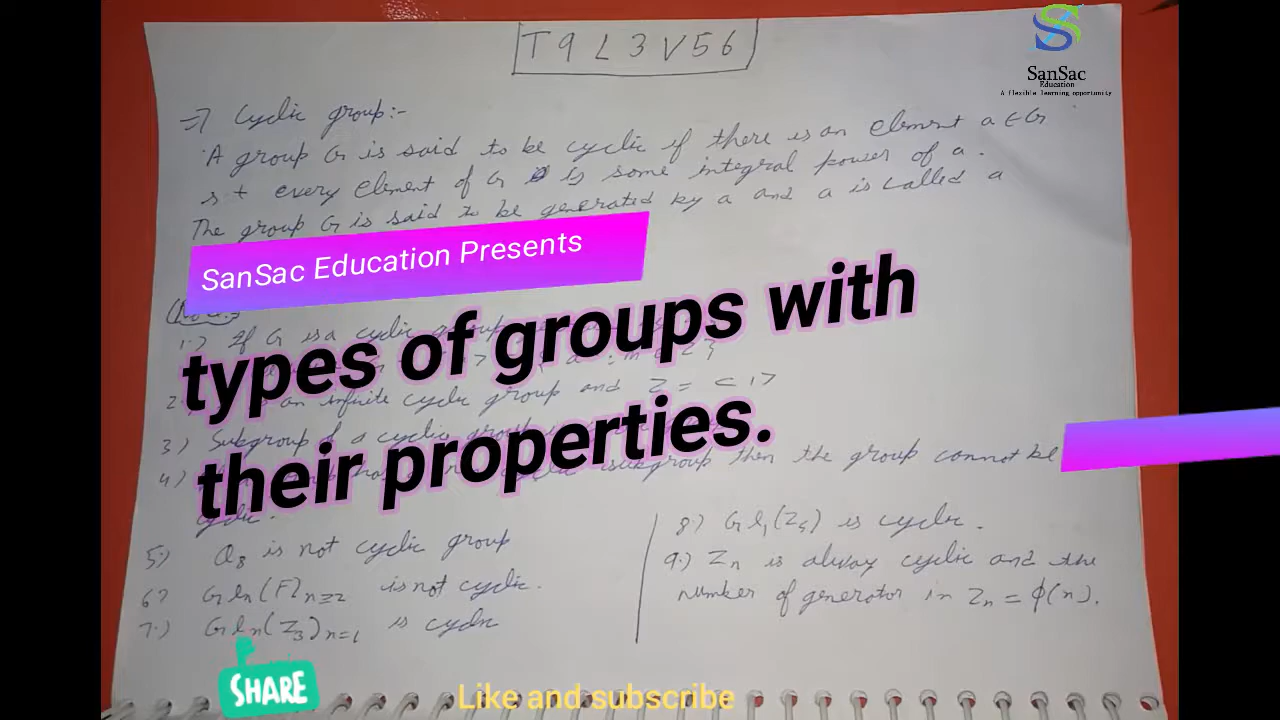 T9L3V56
SanSac
Education
A flexible learning opportunity
=> Cyclic group:-
A group G is said to be cyclic if there is an element a ∈ G
s+ every element of G is some integral power of a.
The group G is said to be generated by a and a is called a
SanSac Education Presents
types of groups with
their properties.
1.) If G is a cyclic group
an infinite cyclic group and Z = <1>
3) Subgroup of a cyclic group is
4) subgroup then the group cannot be
cyclic.
5.) Q8 is not cyclic group
6) Gln(F)n≥2 is not cyclic.
7.) Gln(Z3)n=1 is cyclic
8.) Gl1(Z5) is cyclic.
9.) Zn is alway cyclic and the
number of generator in Zn = ϕ(n).
SHARE
Like and subscribe